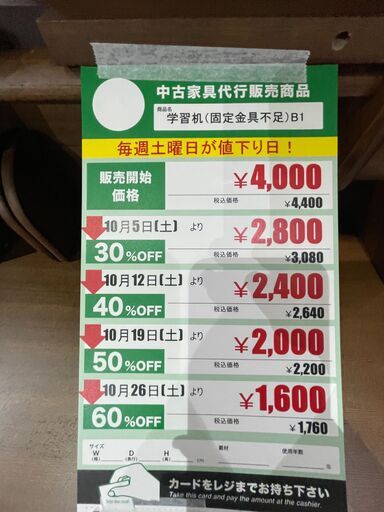 中古家具代行販売商品
商品名
学習机(固定金具不足)B1
毎週土曜日が値下り日！
販売開始価格
¥4,000
税込価格 ¥4,400
10月5日(土) より
30%OFF
¥2,800
税込価格 ¥3,080
10月12日(土) より
40%OFF
¥2,400
税込価格 ¥2,640
10月19日(土) より
50%OFF
¥2,000
税込価格 ¥2,200
10月26日(土) より
60%OFF
¥1,600
税込価格 ¥1,760
サイズ W(幅) D(奥) H(高) cm 素材 使用年数 年
カードをレジまでお持ち下さい
Take this card and pay the amount at the cashier.